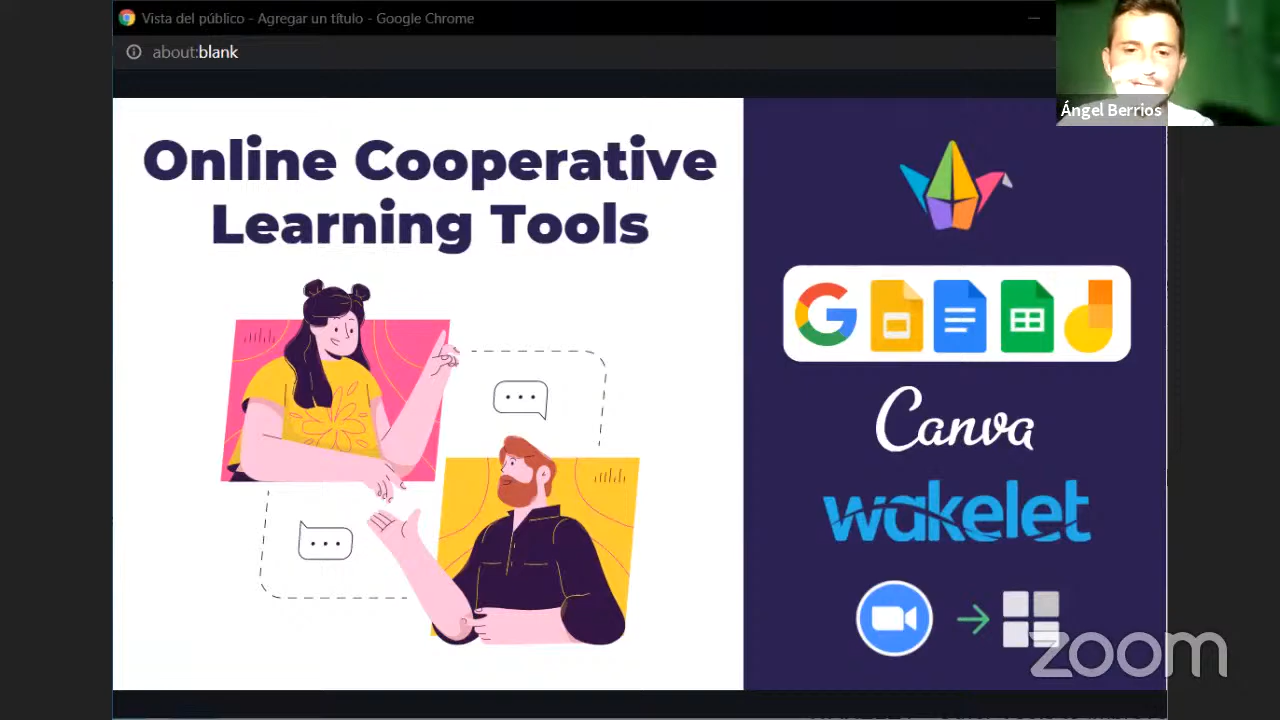 Vista del público - Agregar un título - Google Chrome
about:blank
Ángel Berrios
Online Cooperative
Learning Tools
Canva
wakelet
zoom